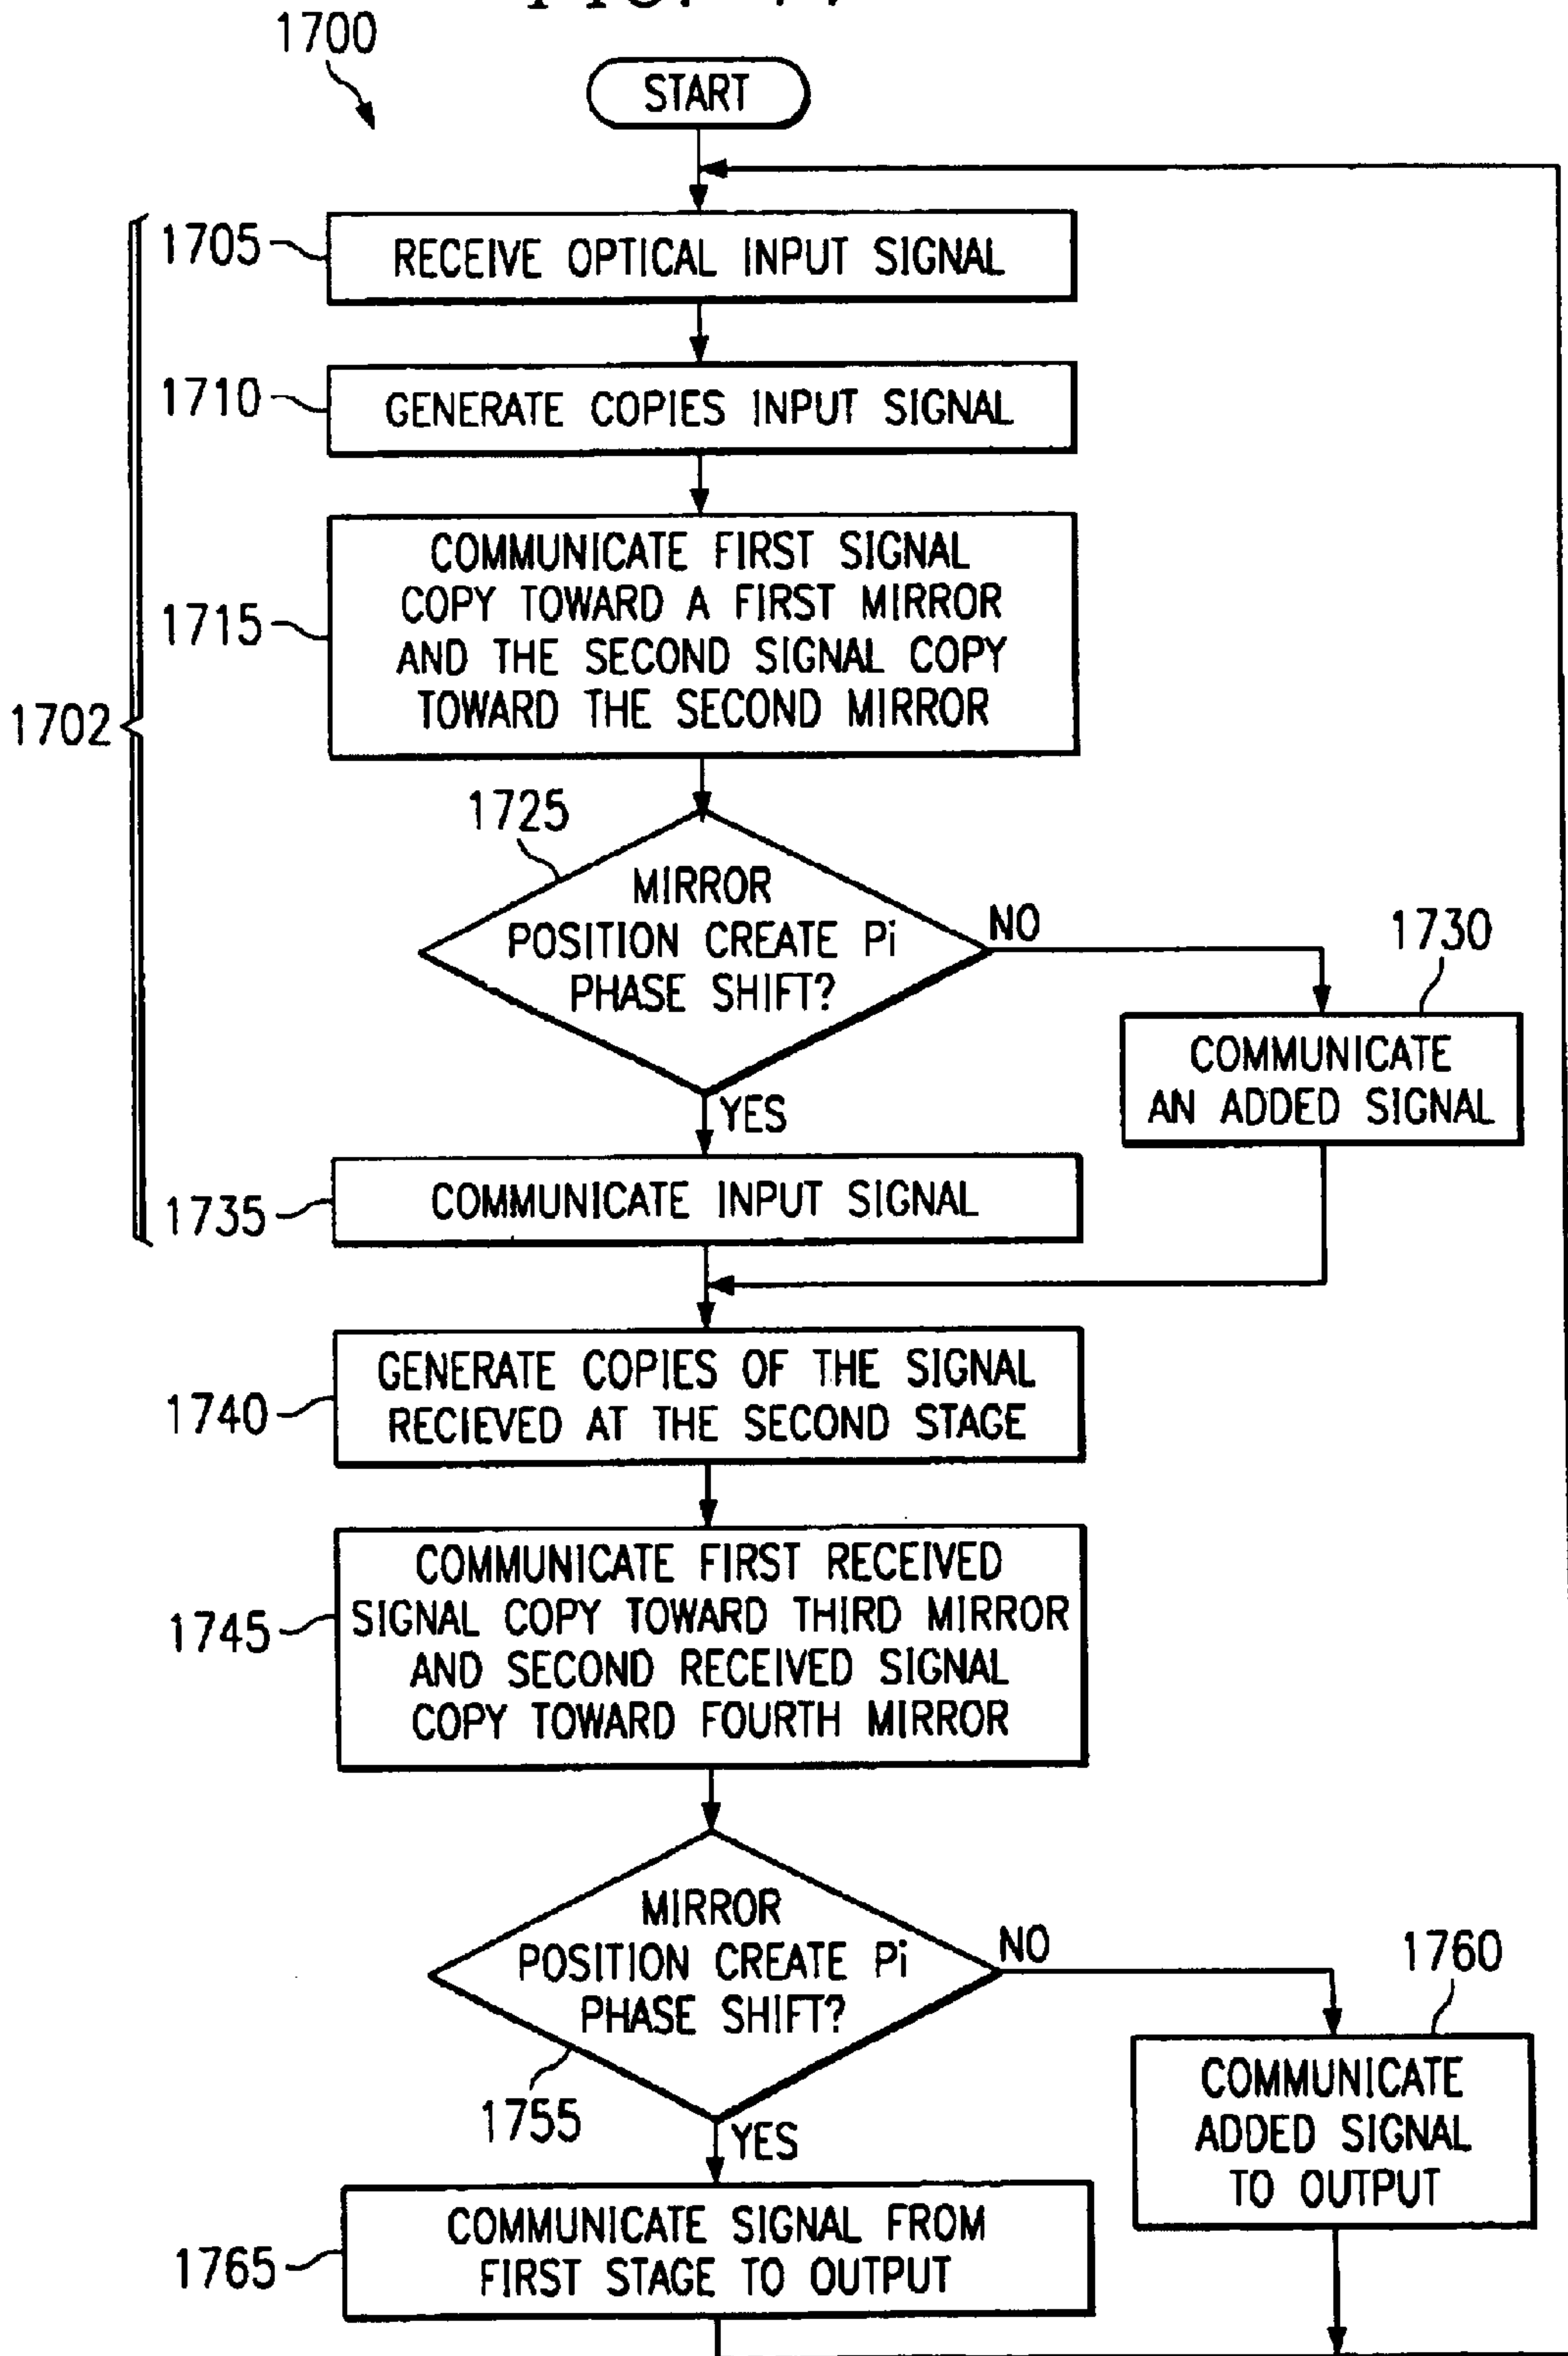 1700
START
1705
RECEIVE OPTICAL INPUT SIGNAL
1710
GENERATE COPIES INPUT SIGNAL
1715
COMMUNICATE FIRST SIGNAL
COPY TOWARD A FIRST MIRROR
AND THE SECOND SIGNAL COPY
TOWARD THE SECOND MIRROR
1702
1725
MIRROR
POSITION CREATE Pi
PHASE SHIFT?
NO
1730
COMMUNICATE
AN ADDED SIGNAL
YES
1735
COMMUNICATE INPUT SIGNAL
1740
GENERATE COPIES OF THE SIGNAL
RECIEVED AT THE SECOND STAGE
1745
COMMUNICATE FIRST RECEIVED
SIGNAL COPY TOWARD THIRD MIRROR
AND SECOND RECEIVED SIGNAL
COPY TOWARD FOURTH MIRROR
MIRROR
POSITION CREATE Pi
PHASE SHIFT?
NO
1755
1760
COMMUNICATE
ADDED SIGNAL
TO OUTPUT
YES
1765
COMMUNICATE SIGNAL FROM
FIRST STAGE TO OUTPUT